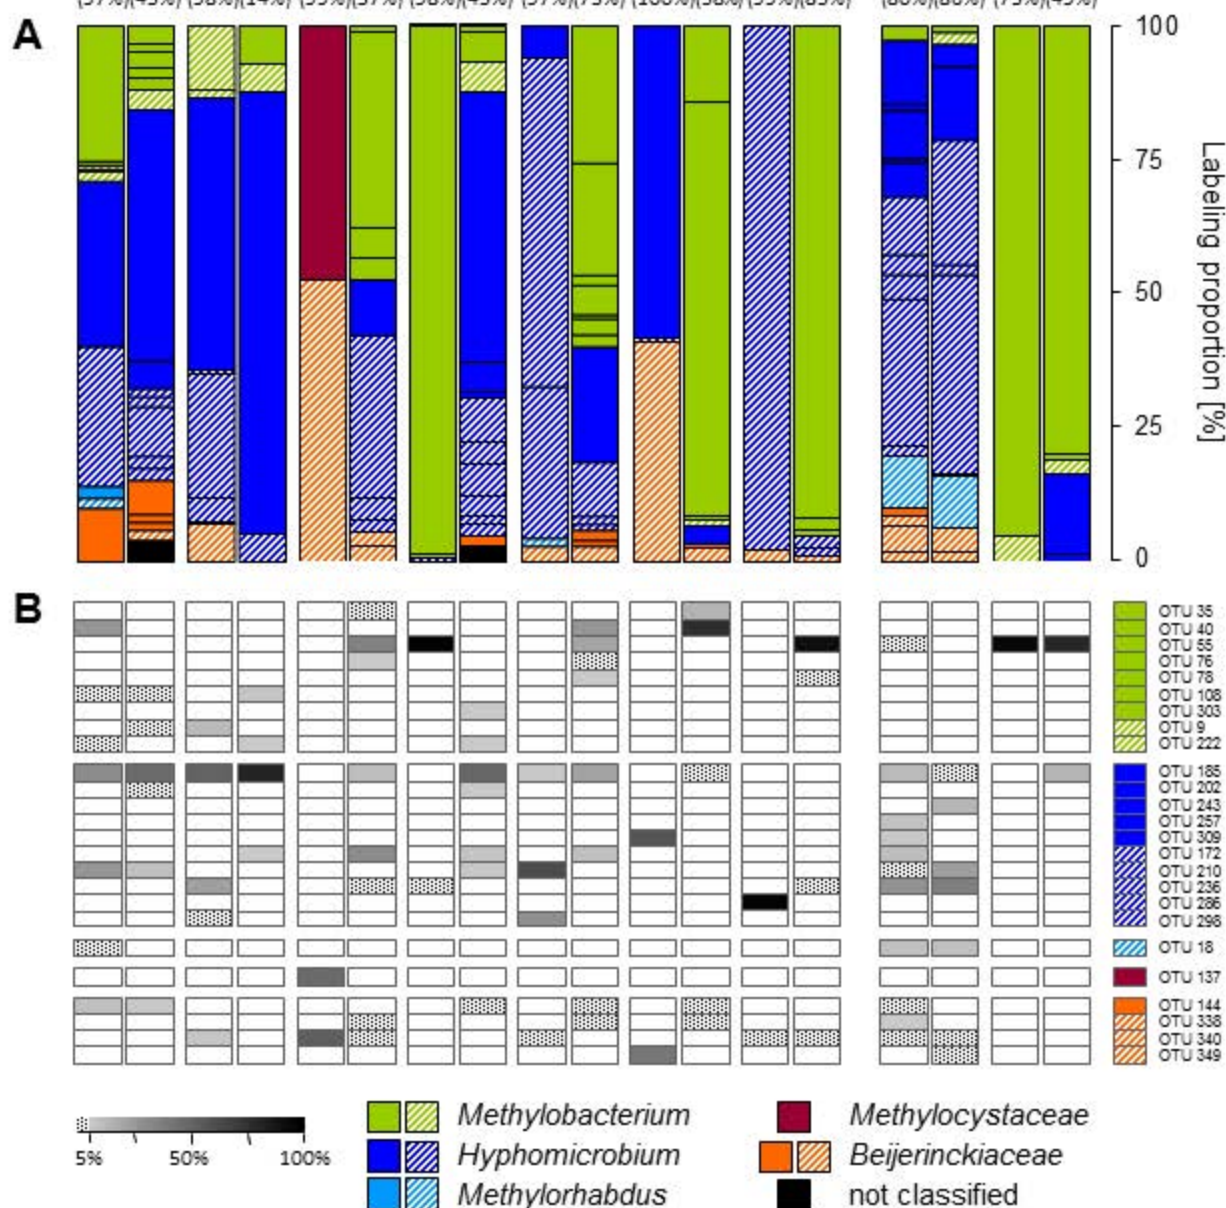 A
100
75
50
25
0
Labeling proportion [%]
B
OTU 35
OTU 40
OTU 55
OTU 76
OTU 78
OTU 108
OTU 303
OTU 9
OTU 222
OTU 185
OTU 202
OTU 243
OTU 257
OTU 309
OTU 172
OTU 210
OTU 236
OTU 286
OTU 298
OTU 18
OTU 137
OTU 144
OTU 338
OTU 340
OTU 349
5% 50% 100%
Methylobacterium
Hyphomicrobium
Methylorhabdus
Methylocystaceae
Beijerinckiaceae
not classified